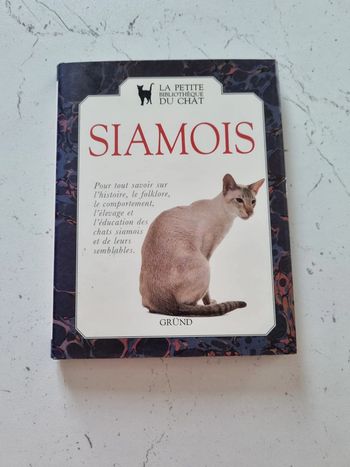 LA PETITE
BIBLIOTHÈQUE
DU CHAT
SIAMOIS
Pour tout savoir sur
l'histoire, le folklore,
le comportement,
l'élevage et
l'éducation des
chats siamois
et de leurs
semblables.
GRÜND